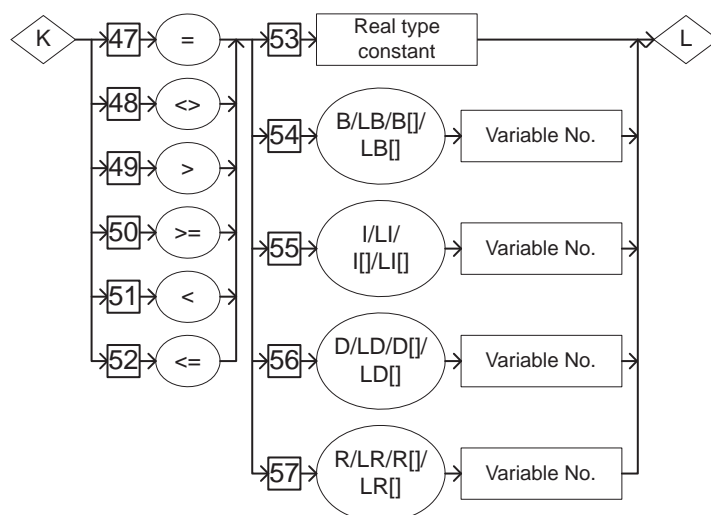 K
47
=
53
Real type
constant
L
48
<>
54
B/LB/B[]/
LB[]
Variable No.
49
>
50
>=
55
I/LI/
I[]/LI[]
Variable No.
51
<
52
<=
56
D/LD/D[]/
LD[]
Variable No.
57
R/LR/R[]/
LR[]
Variable No.